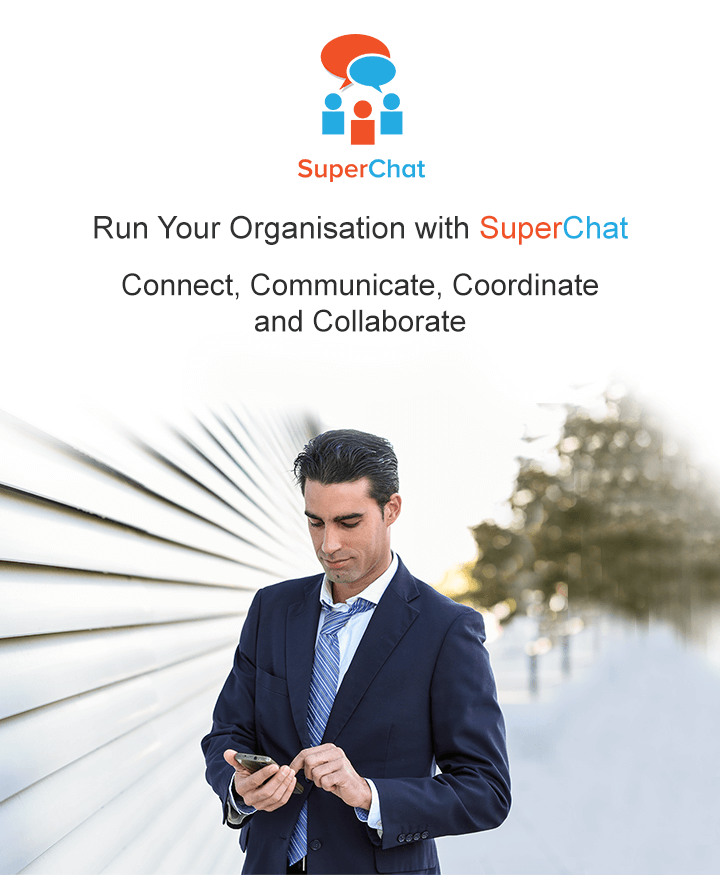 SuperChat
Run Your Organisation with SuperChat
Connect, Communicate, Coordinate
and Collaborate